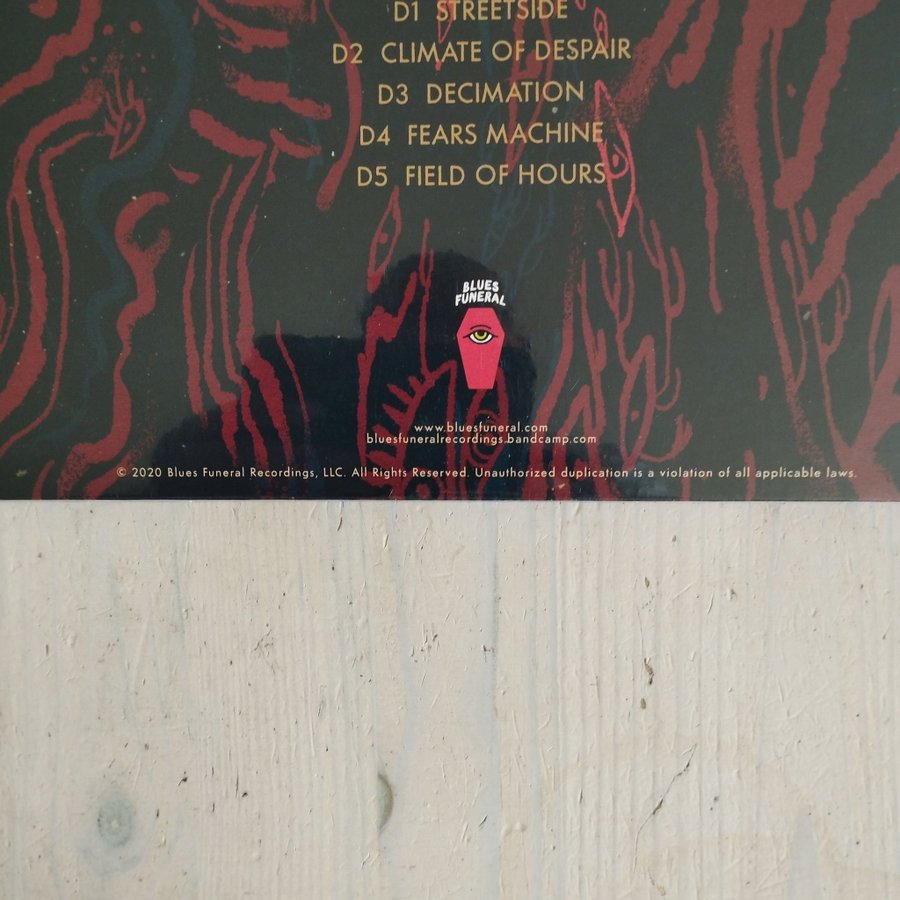 D1 STREETSIDE
D2 CLIMATE OF DESPAIR
D3 DECIMATION
D4 FEARS MACHINE
D5 FIELD OF HOURS
BLUES
FUNERAL
www.bluesfuneral.com
bluesfuneralrecordings.bandcamp.com
© 2020 Blues Funeral Recordings, LLC. All Rights Reserved. Unauthorized duplication is a violation of all applicable laws.